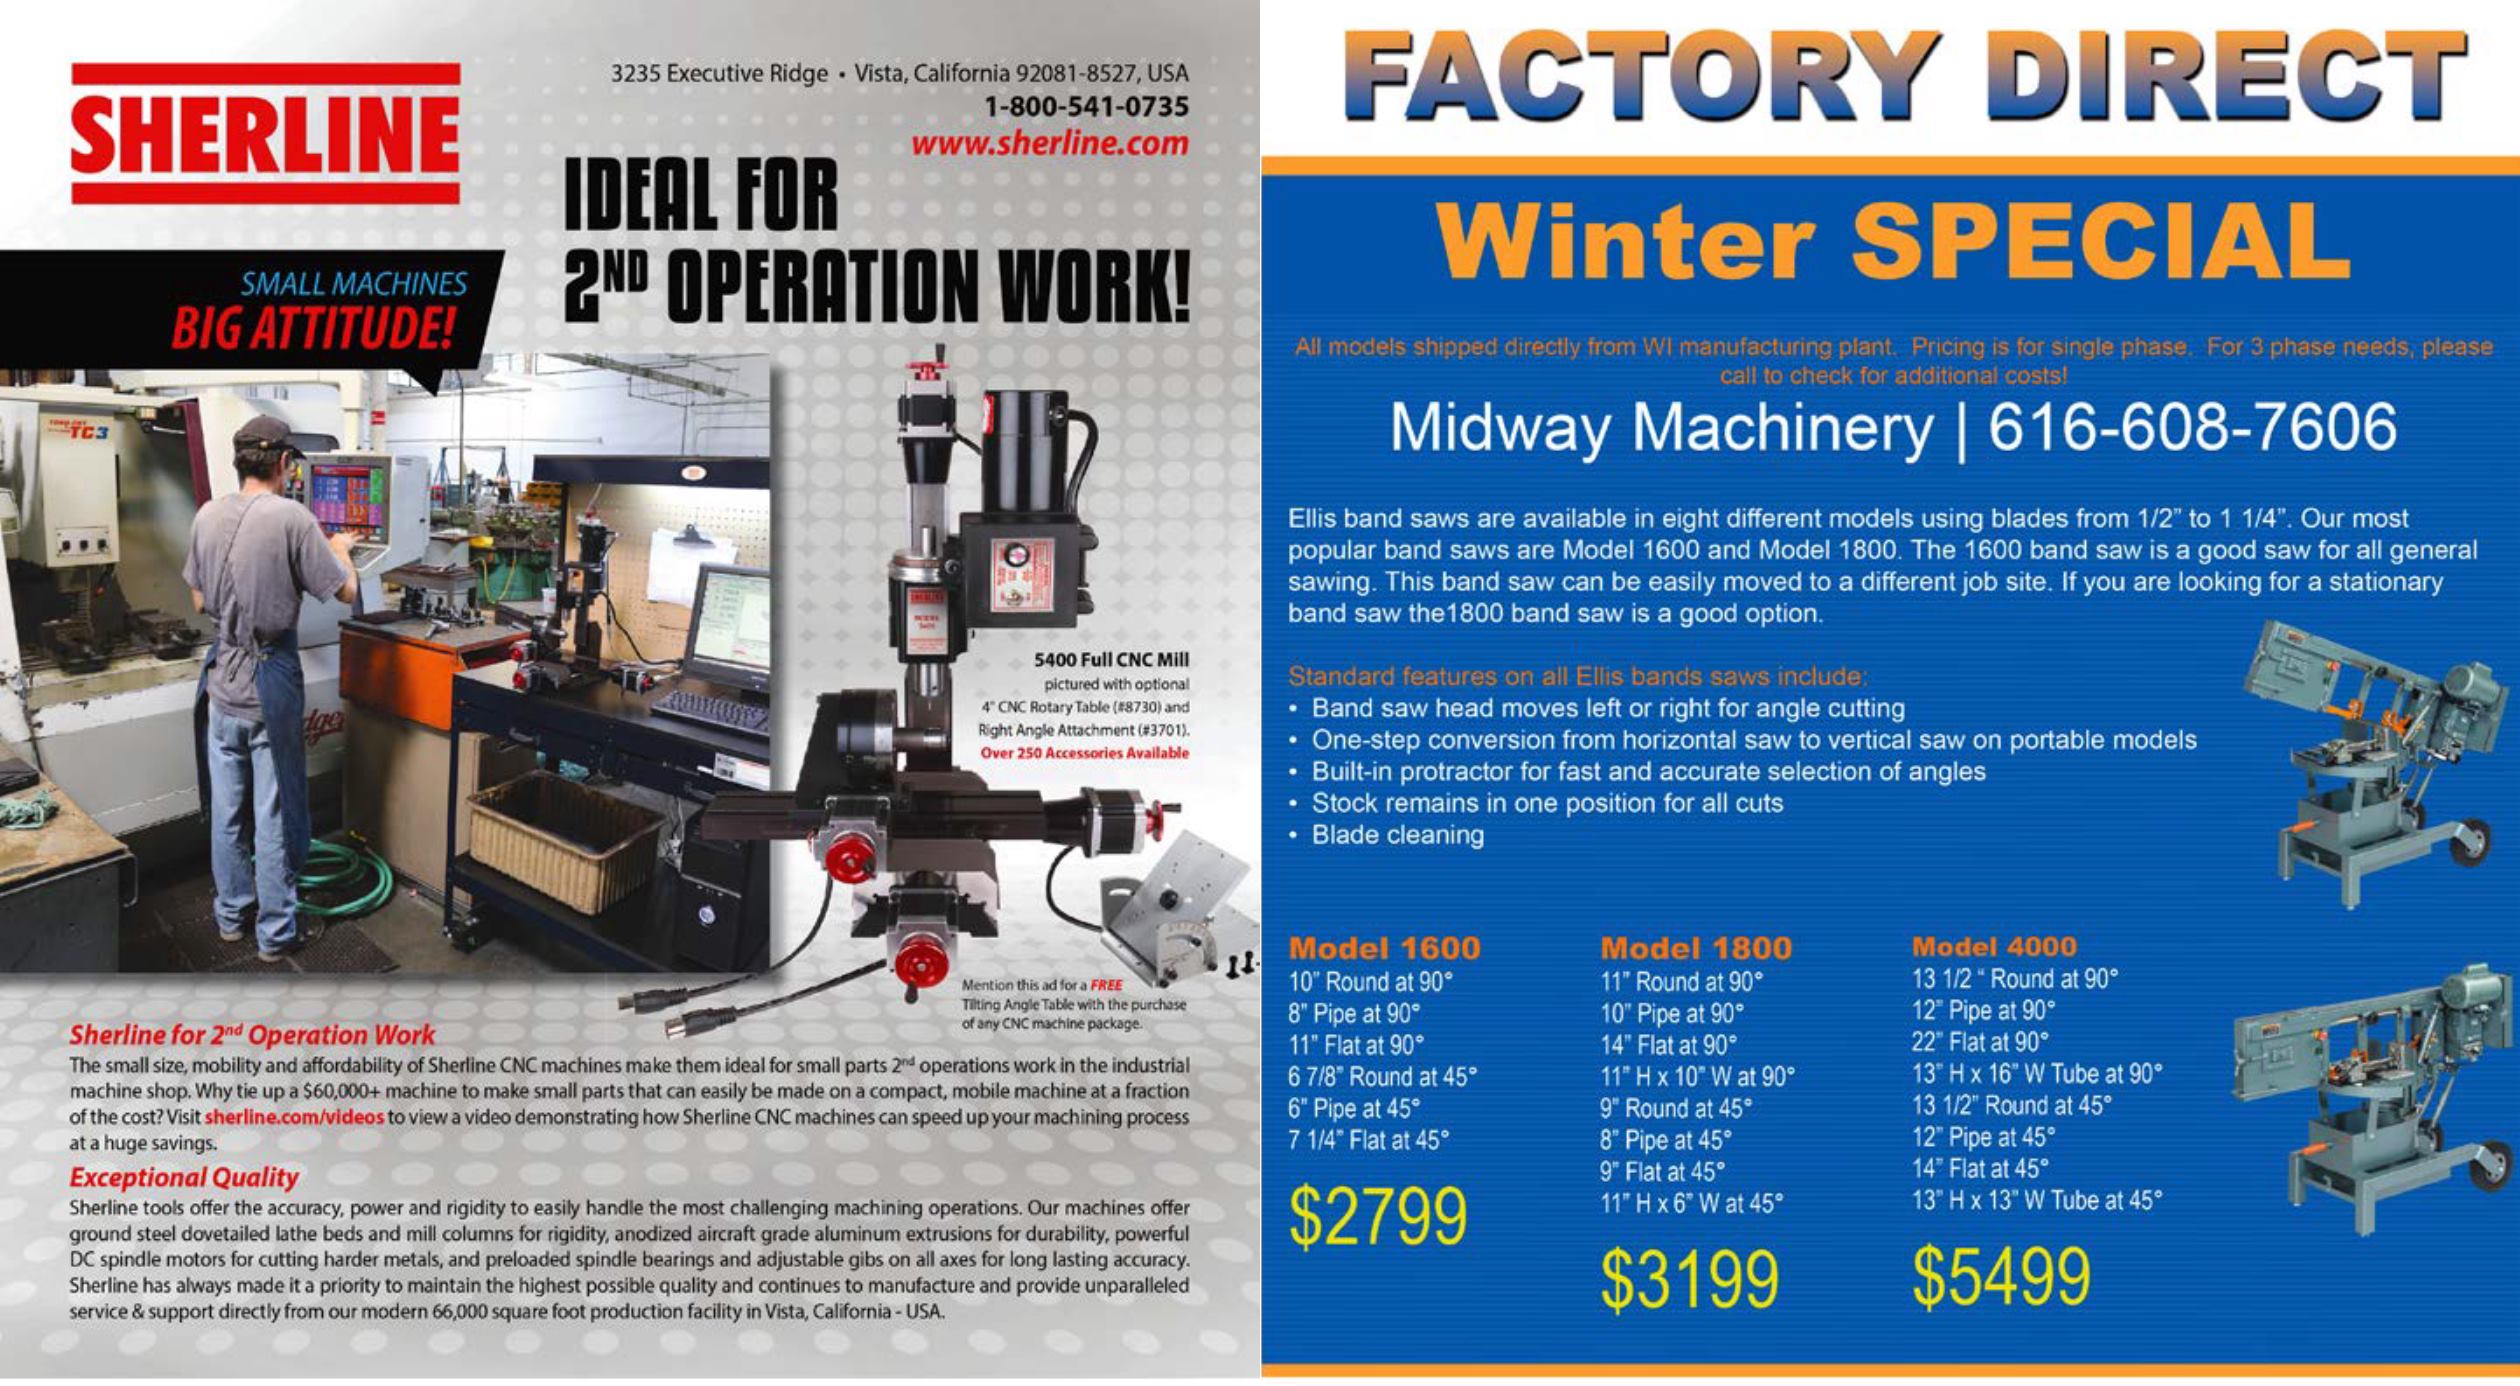 SHERLINE
3235 Executive Ridge • Vista, California 92081-8527, USA
1-800-541-0735
www.sherline.com
IDEAL FOR
2ND OPERATION WORK!
SMALL MACHINES
BIG ATTITUDE!
TC3
5400 Full CNC Mill
pictured with optional
4" CNC Rotary Table (#8730) and
Right Angle Attachment (#3701).
Over 250 Accessories Available
Mention this ad for a FREE
Tilting Angle Table with the purchase
of any CNC machine package.
Sherline for 2nd Operation Work
The small size, mobility and affordability of Sherline CNC machines make them ideal for small parts 2nd operations work in the industrial
machine shop. Why tie up a $60,000+ machine to make small parts that can easily be made on a compact, mobile machine at a fraction
of the cost? Visit sherline.com/videos to view a video demonstrating how Sherline CNC machines can speed up your machining process
at a huge savings.
Exceptional Quality
Sherline tools offer the accuracy, power and rigidity to easily handle the most challenging machining operations. Our machines offer
ground steel dovetailed lathe beds and mill columns for rigidity, anodized aircraft grade aluminum extrusions for durability, powerful
DC spindle motors for cutting harder metals, and preloaded spindle bearings and adjustable gibs on all axes for long lasting accuracy.
Sherline has always made it a priority to maintain the highest possible quality and continues to manufacture and provide unparalleled
service & support directly from our modern 66,000 square foot production facility in Vista, California - USA.
FACTORY DIRECT
Winter SPECIAL
All models shipped directly from WI manufacturing plant. Pricing is for single phase. For 3 phase needs, please
call to check for additional costs!
Midway Machinery | 616-608-7606
Ellis band saws are available in eight different models using blades from 1/2" to 1 1/4". Our most
popular band saws are Model 1600 and Model 1800. The 1600 band saw is a good saw for all general
sawing. This band saw can be easily moved to a different job site. If you are looking for a stationary
band saw the1800 band saw is a good option.
Standard features on all Ellis bands saws include:
• Band saw head moves left or right for angle cutting
• One-step conversion from horizontal saw to vertical saw on portable models
• Built-in protractor for fast and accurate selection of angles
• Stock remains in one position for all cuts
• Blade cleaning
Model 1600
10" Round at 90°
8" Pipe at 90°
11" Flat at 90°
6 7/8" Round at 45°
6" Pipe at 45°
7 1/4" Flat at 45°
$2799
Model 1800
11" Round at 90°
10" Pipe at 90°
14" Flat at 90°
11" H x 10" W at 90°
9" Round at 45°
8" Pipe at 45°
9" Flat at 45°
11" H x 6" W at 45°
$3199
Model 4000
13 1/2 " Round at 90°
12" Pipe at 90°
22" Flat at 90°
13" H x 16" W Tube at 90°
13 1/2" Round at 45°
12" Pipe at 45°
14" Flat at 45°
13" H x 13" W Tube at 45°
$5499